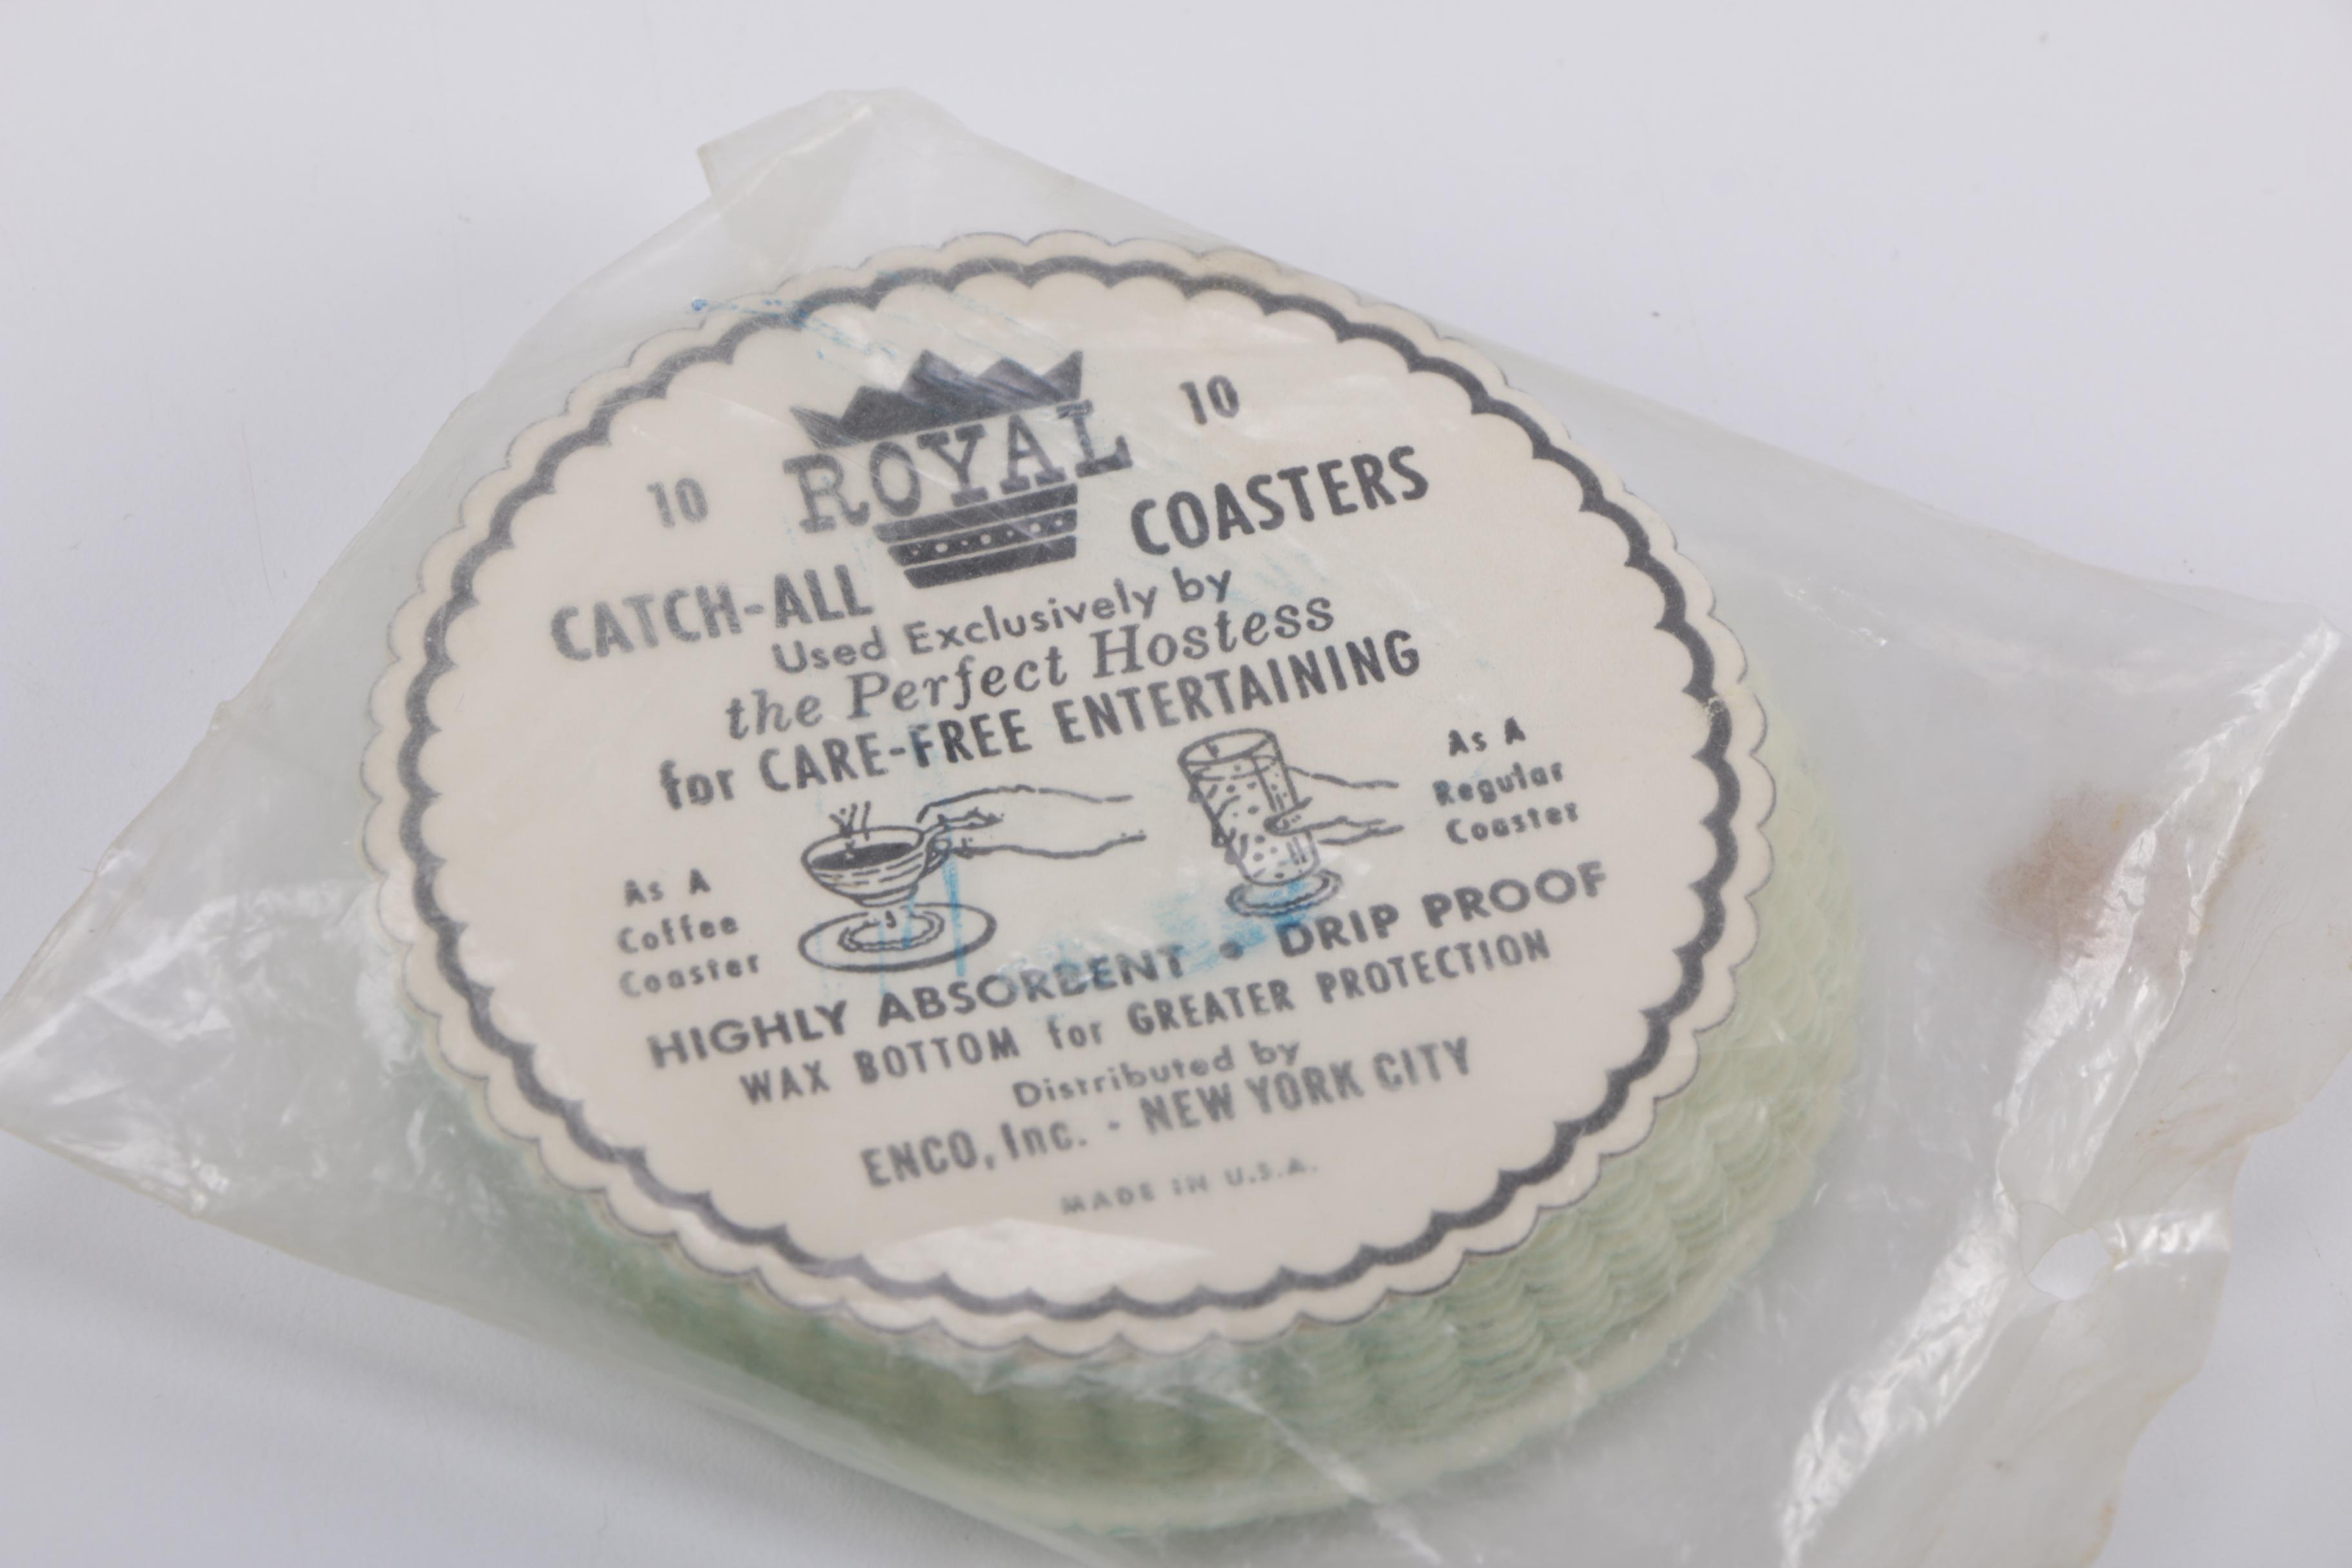 10 ROYAL 10
CATCH-ALL COASTERS
Used Exclusively by
the Perfect Hostess
for CARE-FREE ENTERTAINING
As A
Coffee
Coaster
As A
Regular
Coaster
HIGHLY ABSORBENT • DRIP PROOF
WAX BOTTOM for GREATER PROTECTION
Distributed by
ENCO, Inc. - NEW YORK CITY
MADE IN U.S.A.